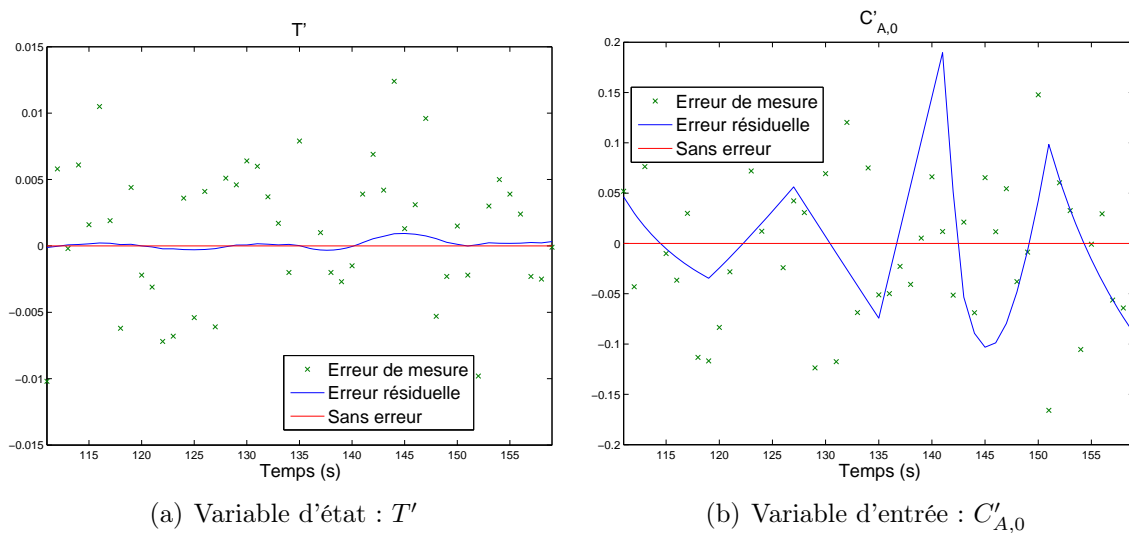 T'
0.015
0.01
0.005
0
−0.005
−0.01
−0.015
Erreur de mesure
Erreur résiduelle
Sans erreur
115 120 125 130 135 140 145 150 155
Temps (s)
(a) Variable d'état : T′
C'A,0
0.2
0.15
0.1
0.05
0
−0.05
−0.1
−0.15
−0.2
Erreur de mesure
Erreur résiduelle
Sans erreur
115 120 125 130 135 140 145 150 155
Temps (s)
(b) Variable d'entrée : C′A,0